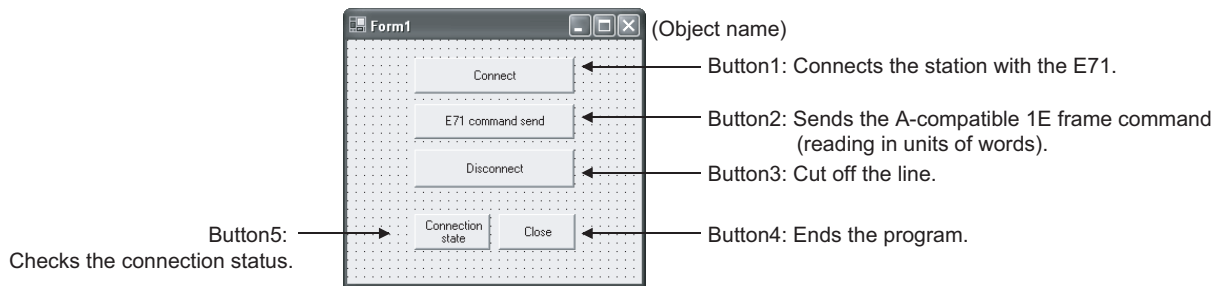 Form1
(Object name)
Connect
Button1: Connects the station with the E71.
E71 command send
Button2: Sends the A-compatible 1E frame command
(reading in units of words).
Disconnect
Button3: Cut off the line.
Button5:
Checks the connection status.
Connection
state
Close
Button4: Ends the program.